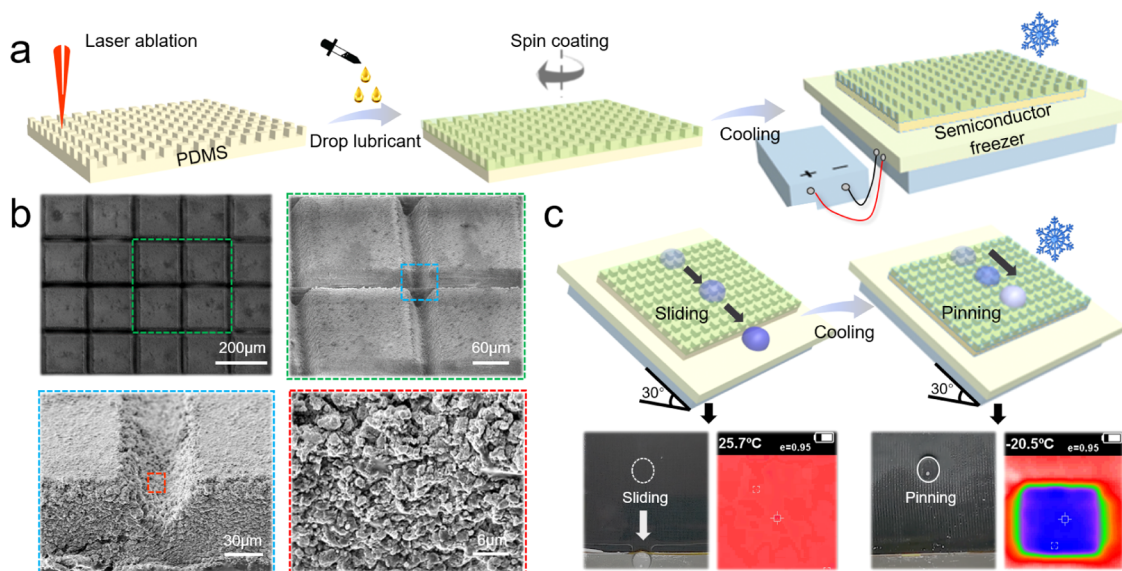 a
Laser ablation
PDMS
Drop lubricant
Spin coating
Cooling
Semiconductor
freezer
+ −
b
200μm
60μm
30μm
6μm
c
Sliding
30°
Cooling
Pinning
30°
Sliding
25.7ºC
e=0.95
Pinning
-20.5ºC
e=0.95